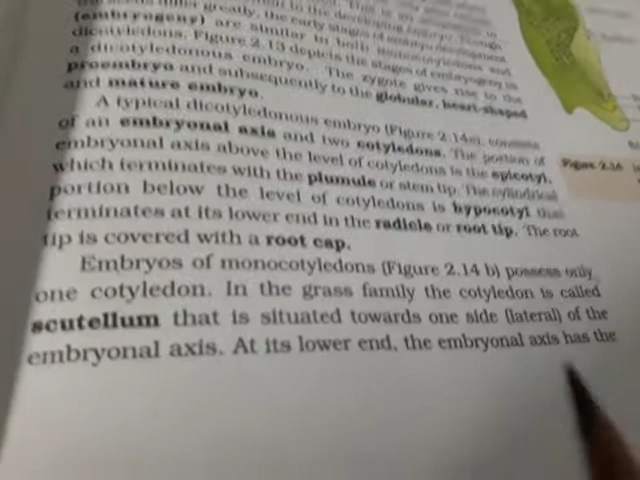 (embryogeny) are similar in both monocotyledons and
dicotyledons. Figure 2.13 depicts the stages of embryogeny in
a dicotyledonous embryo. The zygote gives rise to the
proembryo and subsequently to the globular, heart-shaped
and mature embryo.
A typical dicotyledonous embryo (Figure 2.14a), consists
of an embryonal axis and two cotyledons. The portion of
embryonal axis above the level of cotyledons is the epicotyl,
which terminates with the plumule or stem tip. The cylindrical
portion below the level of cotyledons is hypocotyl that
terminates at its lower end in the radicle or root tip. The root
tip is covered with a root cap.
Embryos of monocotyledons (Figure 2.14 b) possess only
one cotyledon. In the grass family the cotyledon is called
scutellum that is situated towards one side (lateral) of the
embryonal axis. At its lower end, the embryonal axis has the
Figure 2.14